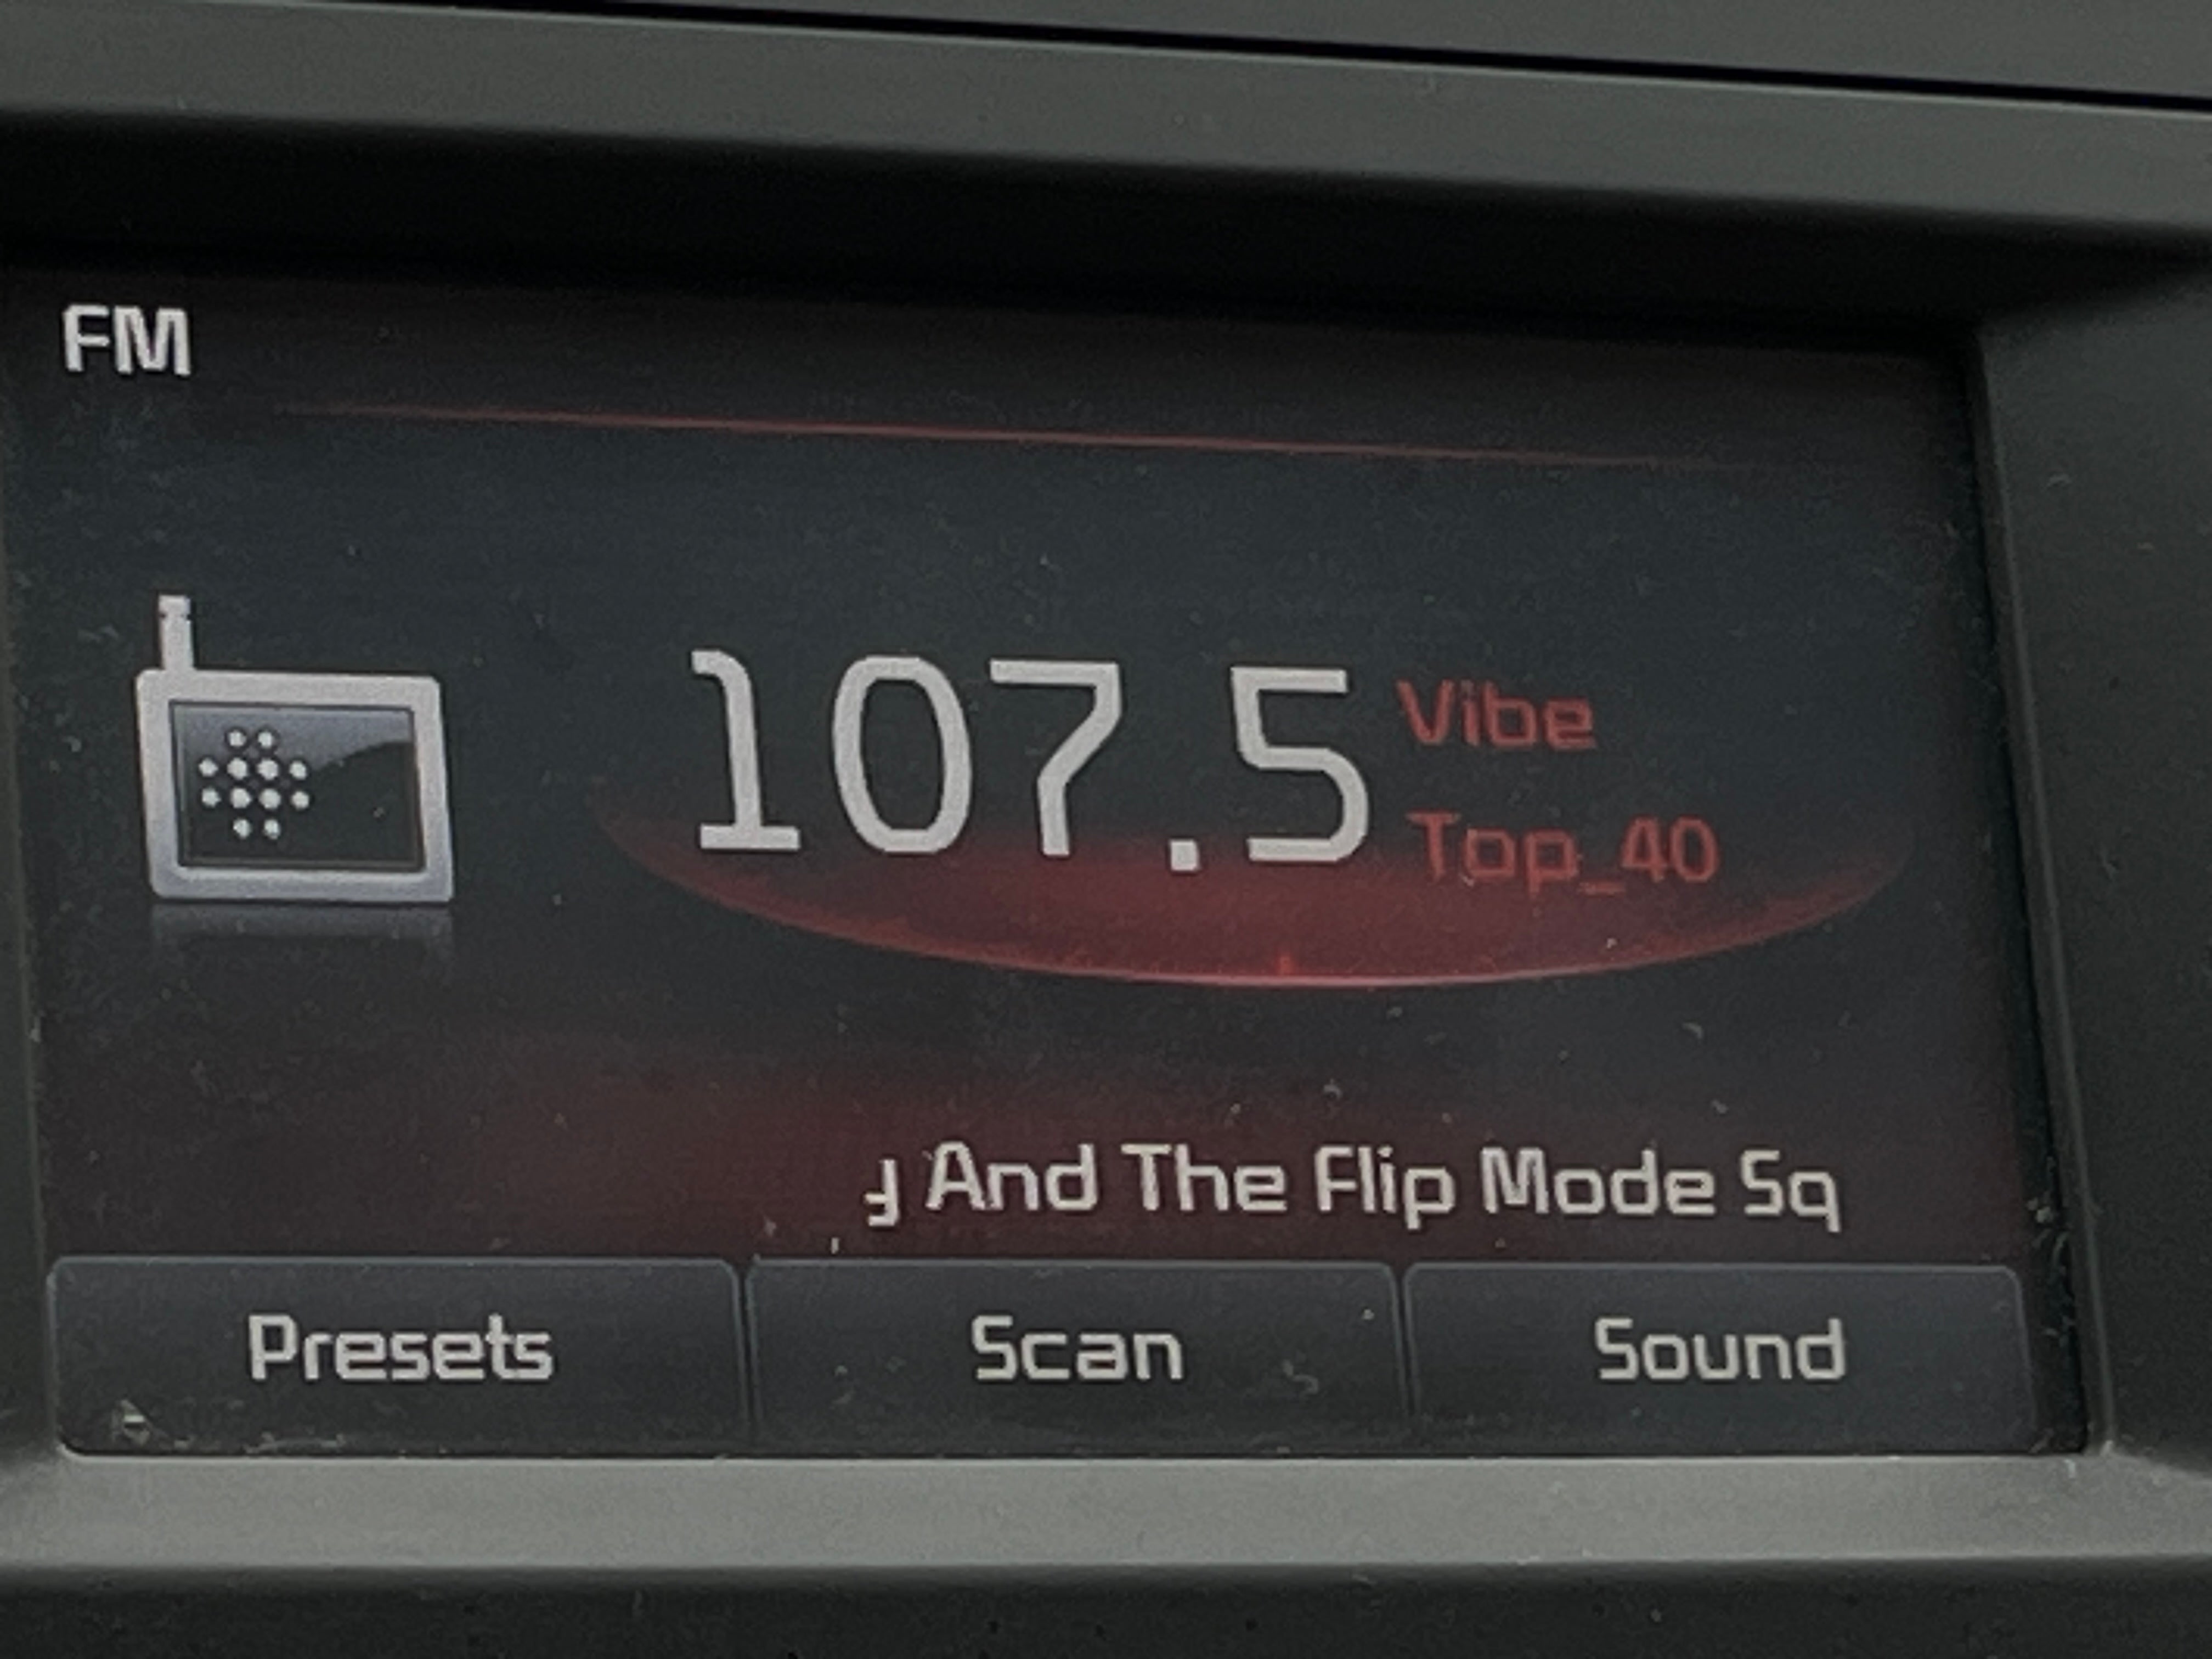 FM
107.5 Vibe
Top_40
y And The Flip Mode Sq
Presets Scan Sound